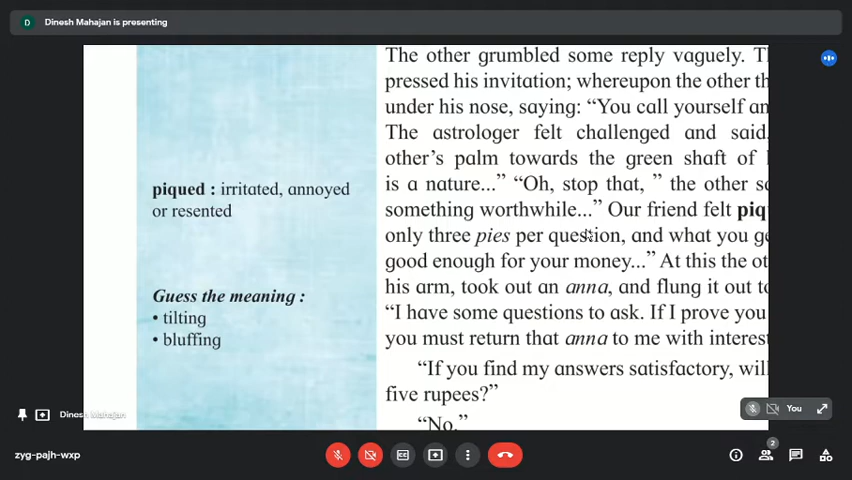 D
Dinesh Mahajan is presenting
The other grumbled some reply vaguely.
pressed his invitation; whereupon the other
under his nose, saying: “You call yourself an
The astrologer felt challenged and said,
other’s palm towards the green shaft of
is a nature...” “Oh, stop that, ” the other
something worthwhile...” Our friend felt piq
only three pies per question, and what you
good enough for your money...” At this the
his arm, took out an anna, and flung it out
“I have some questions to ask. If I prove you
you must return that anna to me with interest
“If you find my answers satisfactory, will
five rupees?”
“No.”
piqued : irritated, annoyed
or resented
Guess the meaning :
• tilting
• bluffing
Dinesh Mahajan
You
zyg-pajh-wxp
2